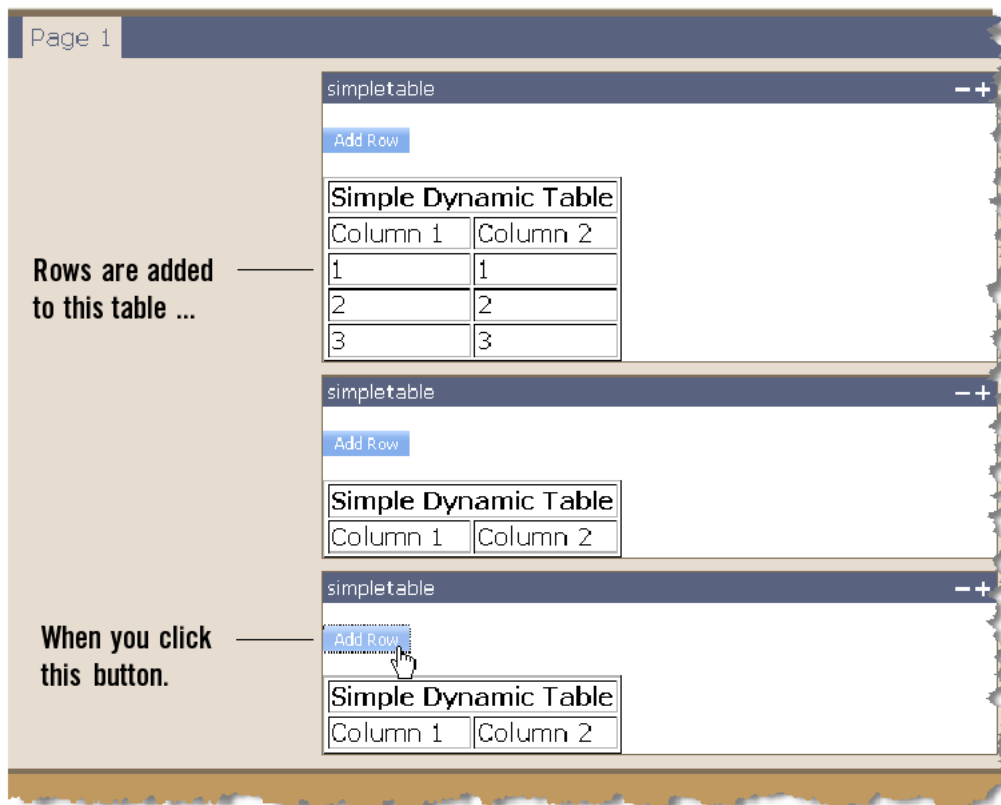 Page 1
simpletable
Add Row
Simple Dynamic Table
Column 1 Column 2
Rows are added
to this table ...
1 1
2 2
3 3
simpletable
Add Row
Simple Dynamic Table
Column 1 Column 2
simpletable
When you click
this button.
Add Row
Simple Dynamic Table
Column 1 Column 2